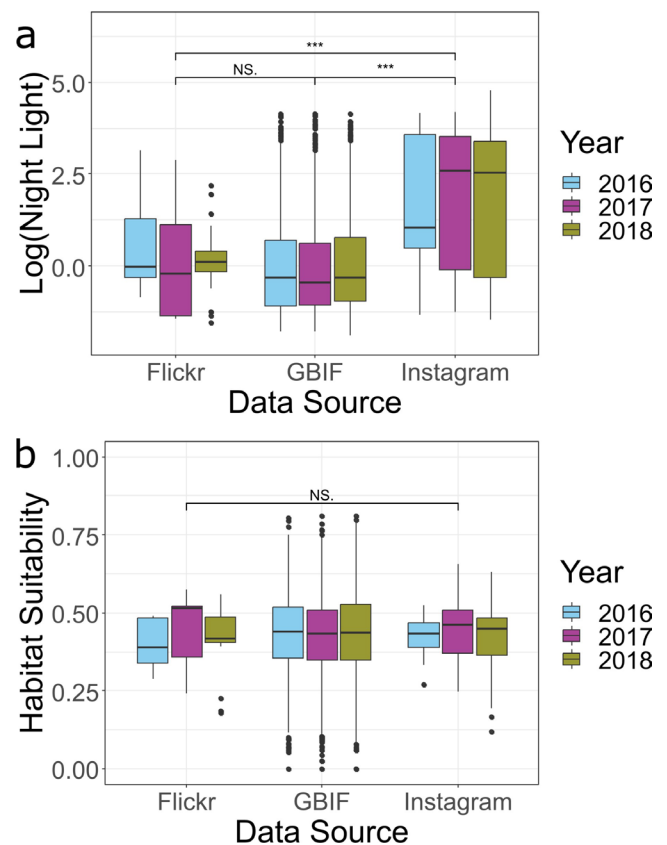 a
Log(Night Light)
5.0
2.5
0.0
***
NS.
***
Flickr
GBIF
Instagram
Data Source
Year
2016
2017
2018
b
Habitat Suitability
1.00
0.75
0.50
0.25
0.00
NS.
Flickr
GBIF
Instagram
Data Source
Year
2016
2017
2018